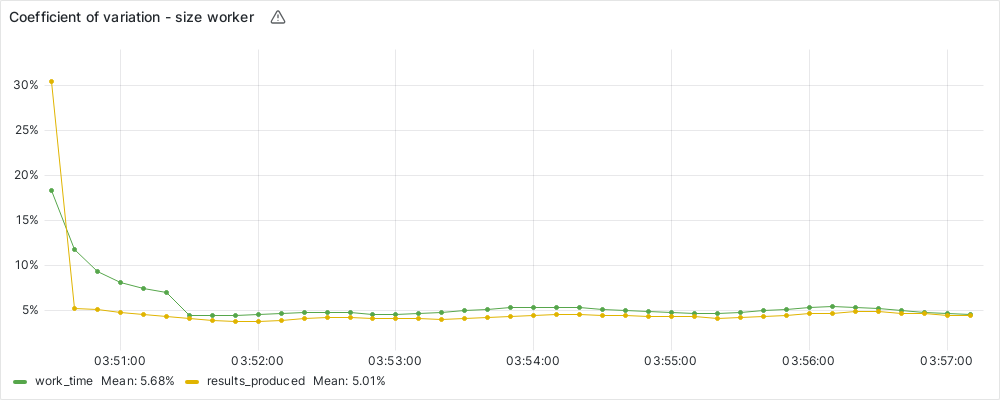 Coefficient of variation - size worker
30%
25%
20%
15%
10%
5%
03:51:00 03:52:00 03:53:00 03:54:00 03:55:00 03:56:00 03:57:00
work_time Mean: 5.68% results_produced Mean: 5.01%